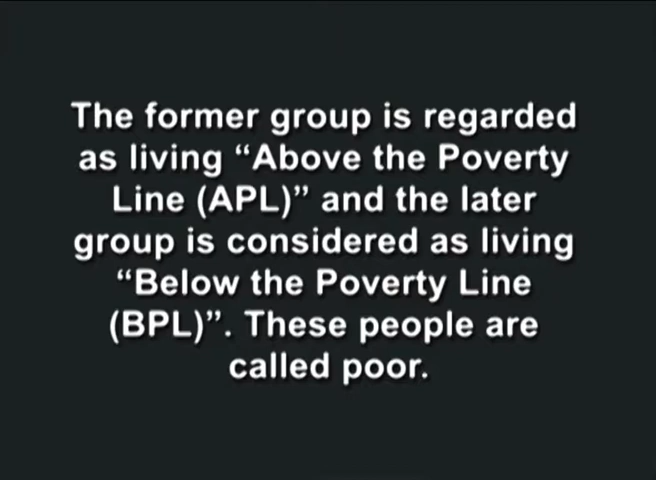 The former group is regarded
as living “Above the Poverty
Line (APL)” and the later
group is considered as living
“Below the Poverty Line
(BPL)”. These people are
called poor.